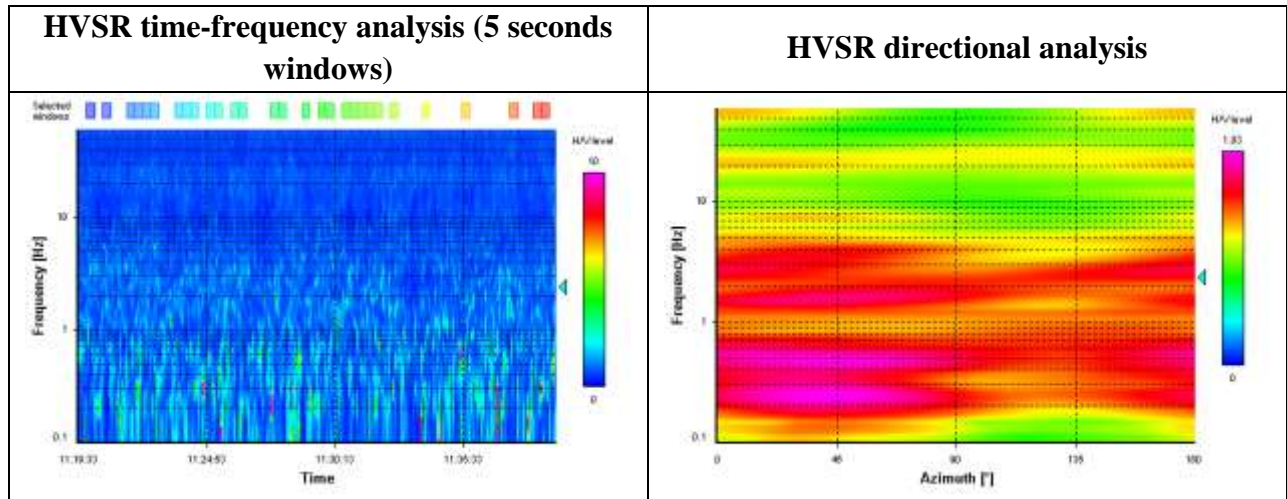 HVSR time-frequency analysis (5 seconds
windows)
HVSR directional analysis
Selected
windows
H/V level
10
Frequency [Hz]
10
1
0.1
0
11:19:33
11:24:53
11:30:13
11:35:33
Time
H/V level
1.93
Frequency [Hz]
10
1
0.1
0
0
45
90
135
180
Azimuth [°]